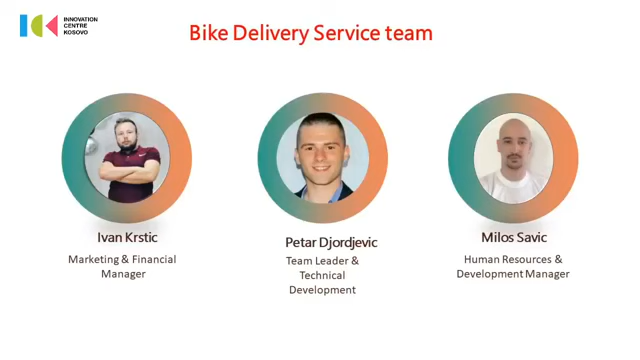 INNOVATION
CENTRE
KOSOVO
Bike Delivery Service team
Ivan Krstic
Marketing & Financial
Manager
Petar Djordjevic
Team Leader &
Technical
Development
Milos Savic
Human Resources &
Development Manager